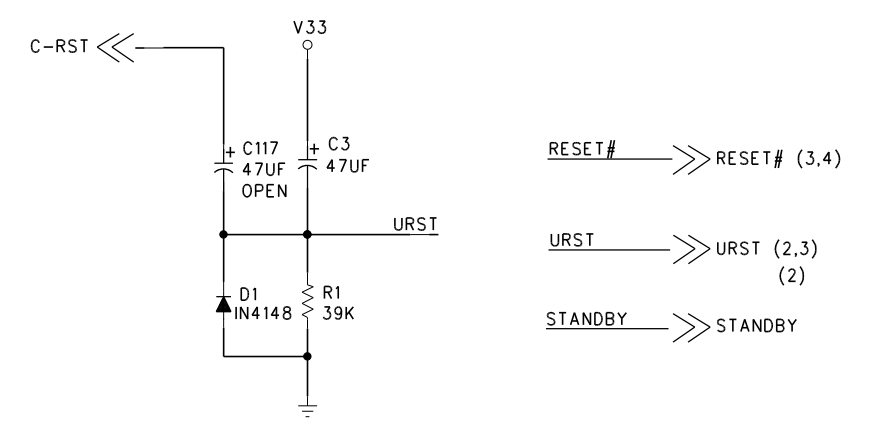 V33
C-RST
+ C117
47UF
OPEN
+ C3
47UF
URST
D1
IN4148
R1
39K
RESET# RESET# (3,4)
URST URST (2,3)
(2)
STANDBY STANDBY